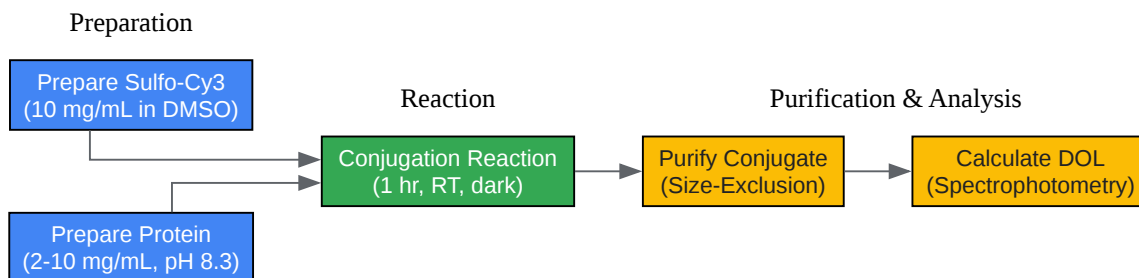 Preparation
Prepare Sulfo-Cy3
(10 mg/mL in DMSO)
Prepare Protein
(2-10 mg/mL, pH 8.3)
Reaction
Conjugation Reaction
(1 hr, RT, dark)
Purification & Analysis
Purify Conjugate
(Size-Exclusion)
Calculate DOL
(Spectrophotometry)